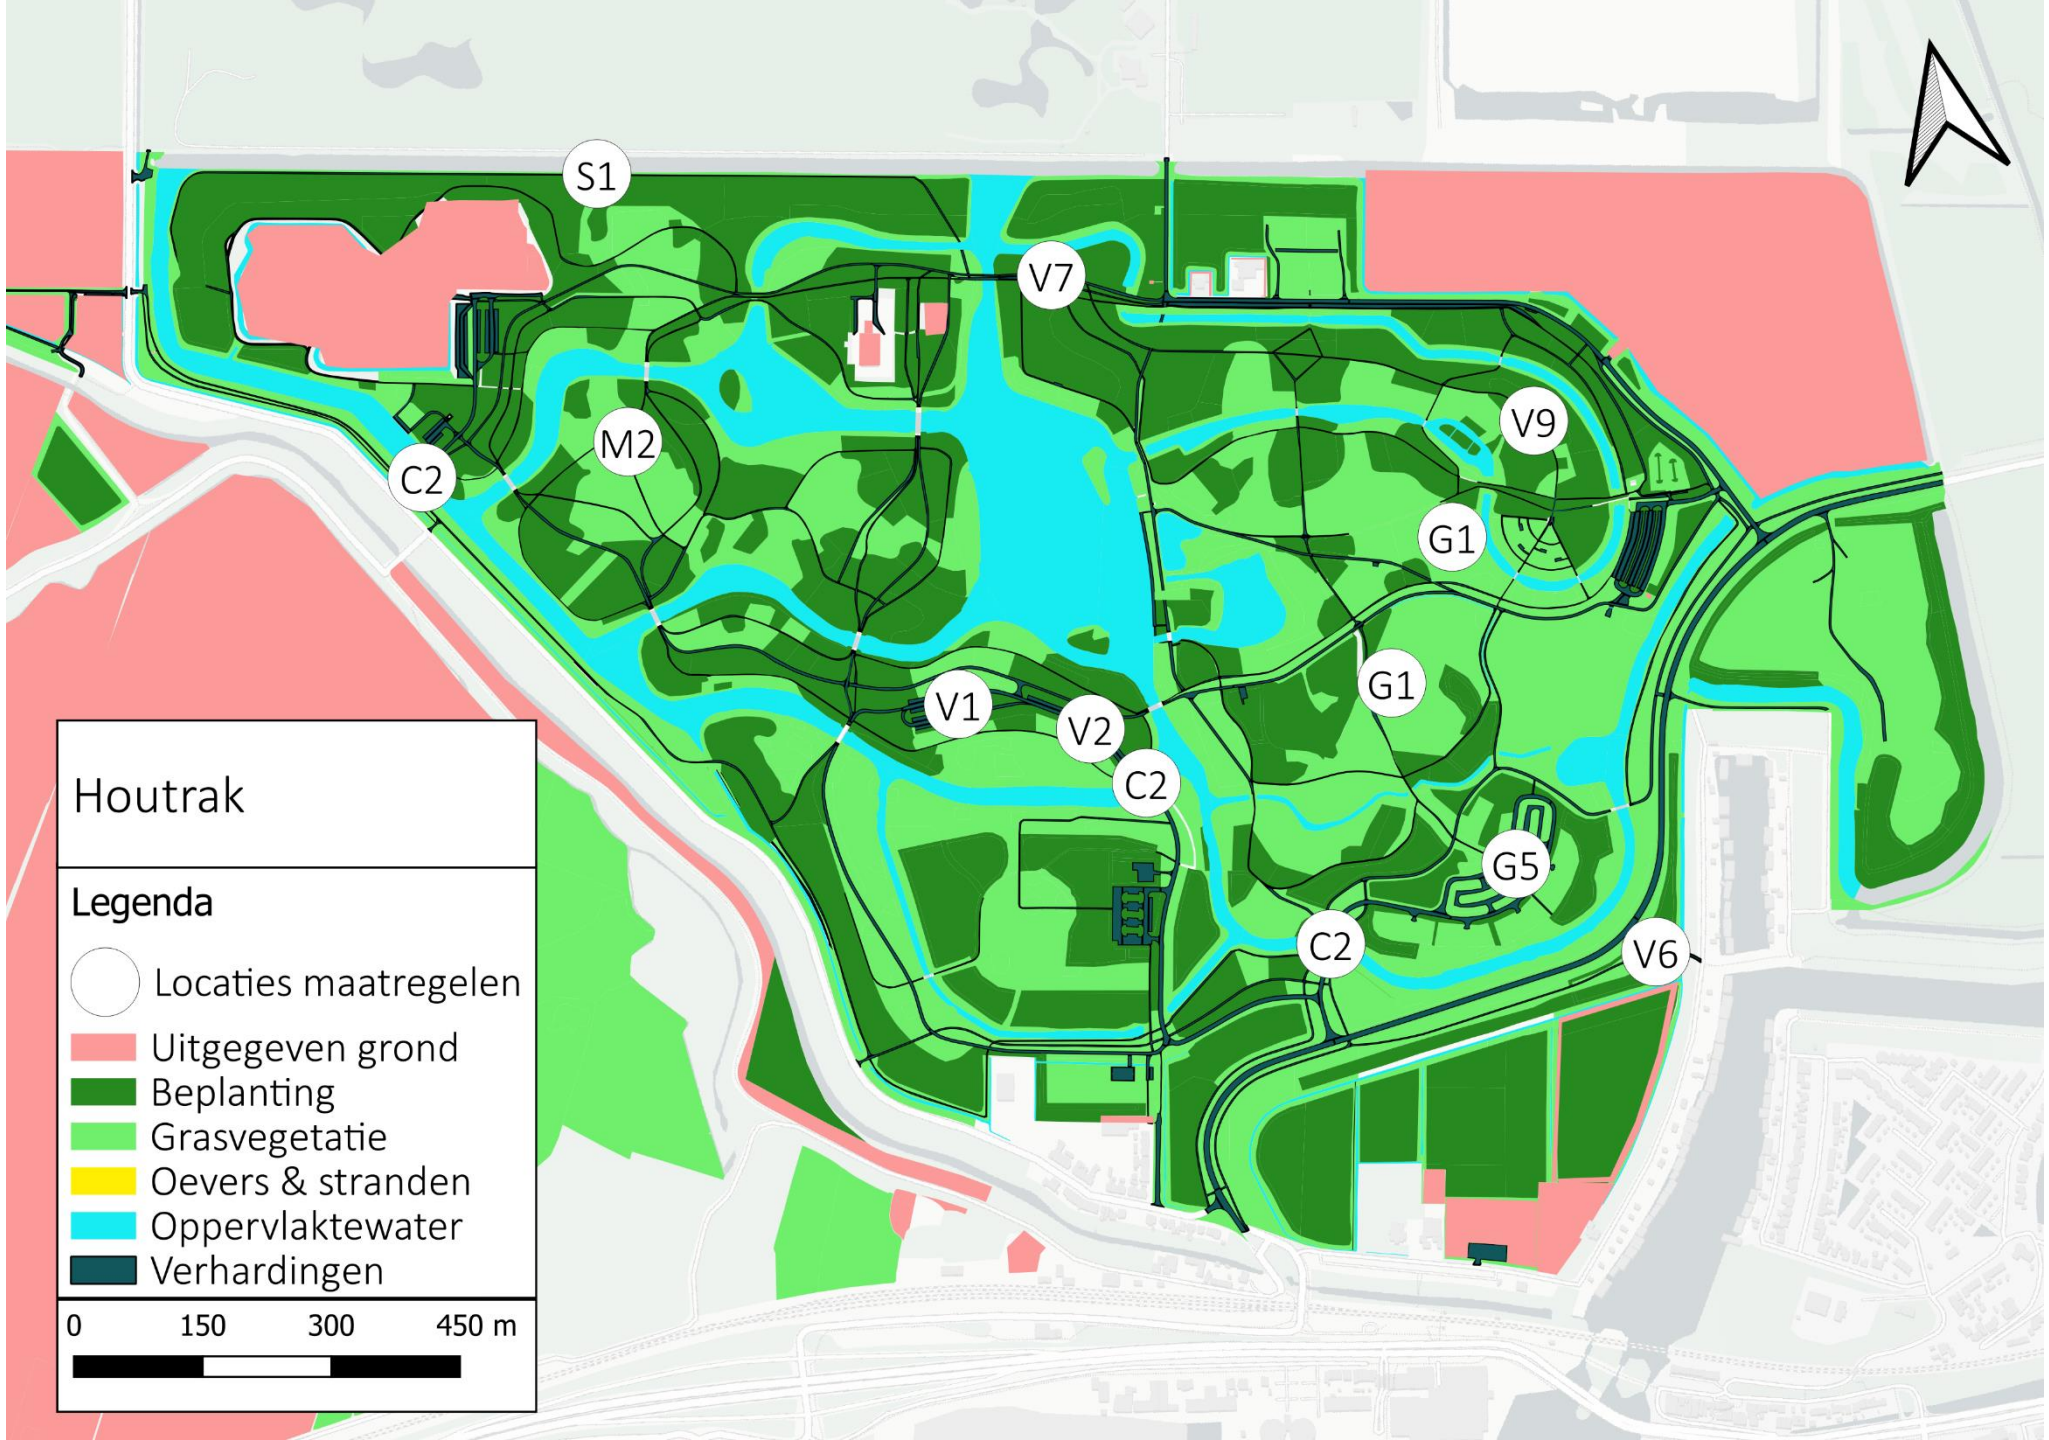 S1
V7
V9
M2
C2
G1
G1
V1
V2
C2
G5
C2
V6
Houtrak
Legenda
Locaties maatregelen
Uitgegeven grond
Beplanting
Grasvegetatie
Oevers & stranden
Oppervlaktewater
Verhardingen
0 150 300 450 m